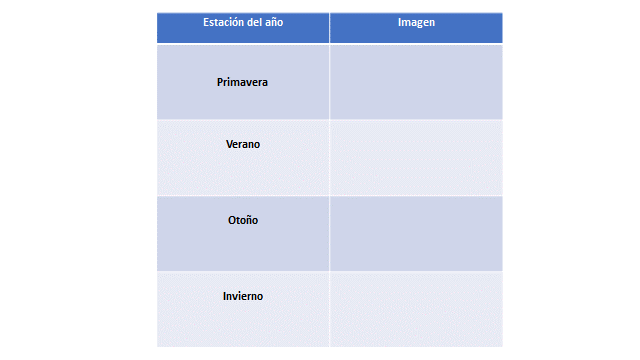 Estación del año Imagen
Primavera
Verano
Otoño
Invierno